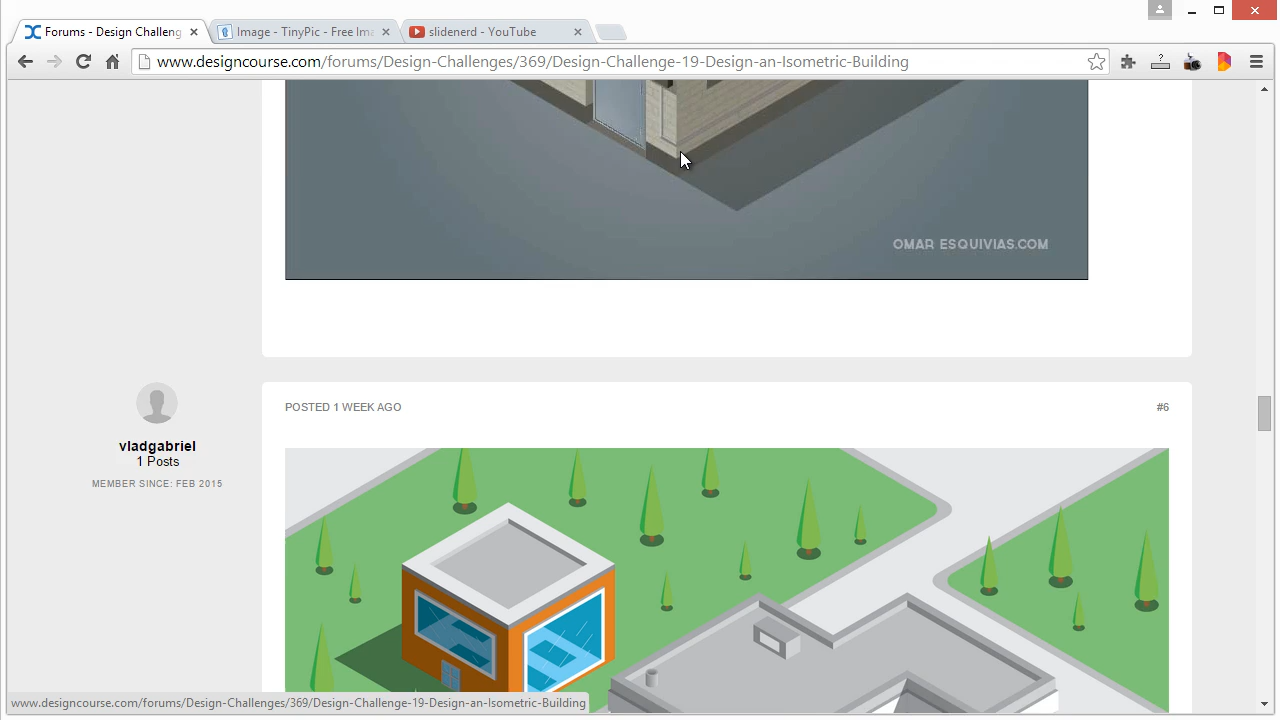 Forums - Design Challeng
Image - TinyPic - Free Ima
slidenerd - YouTube
www.designcourse.com/forums/Design-Challenges/369/Design-Challenge-19-Design-an-Isometric-Building
OMAR ESQUIVIAS.COM
POSTED 1 WEEK AGO
#6
vladgabriel
1 Posts
MEMBER SINCE: FEB 2015
www.designcourse.com/forums/Design-Challenges/369/Design-Challenge-19-Design-an-Isometric-Building